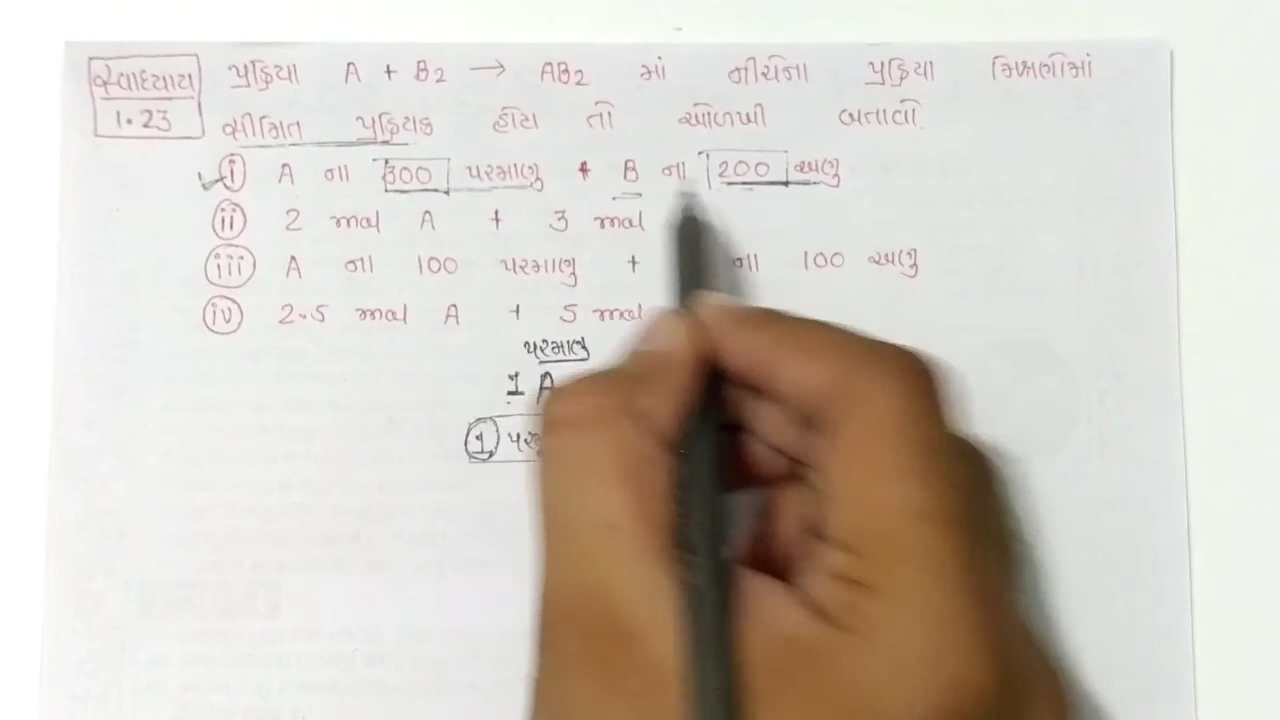 સ્વાધ્યાય 1.23
પ્રક્રિયા A + B2 → AB2 માં નીચેના પ્રક્રિયા મિશ્રણોમાં
સીમિત પ્રક્રિયક હોય તો ઓળખી બતાવો.
(i) A ના 300 પરમાણુ + B ના 200 અણુ
(ii) 2 mol A + 3 mol
(iii) A ના 100 પરમાણુ + ના 100 અણુ
(iv) 2.5 mol A + 5 mol
પરમાણુ
1 A
1